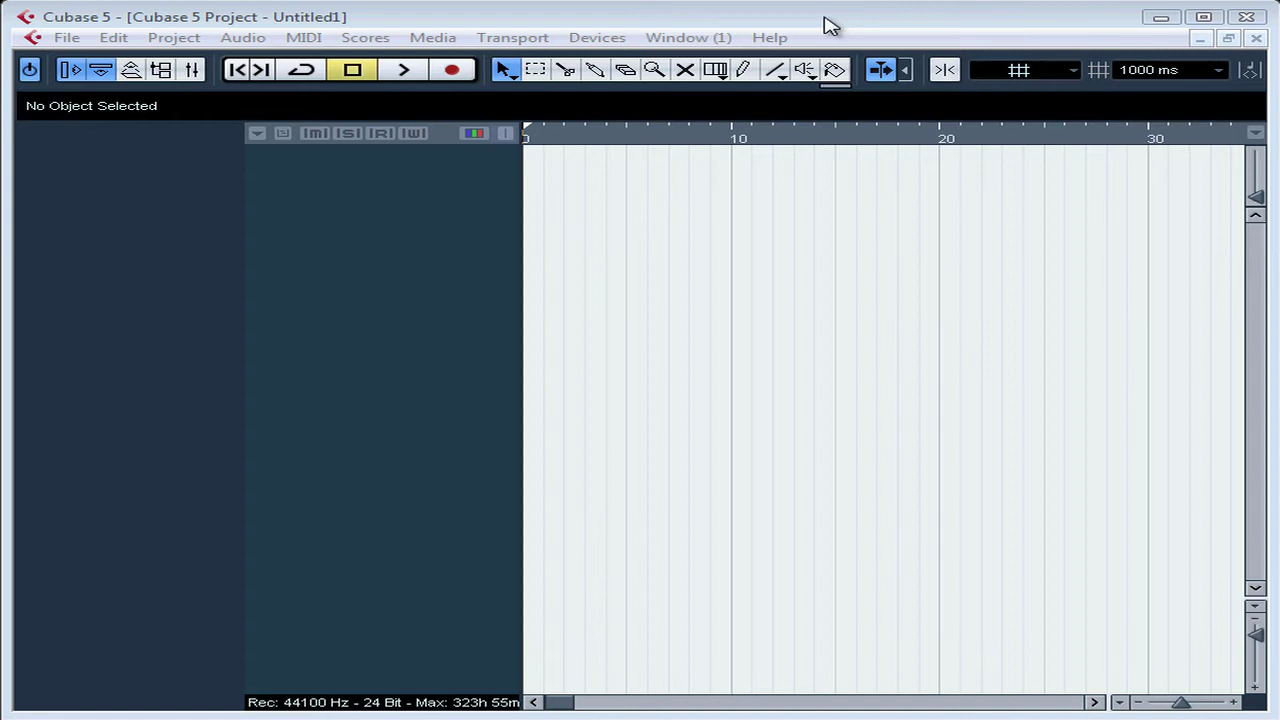 Cubase 5 - [Cubase 5 Project - Untitled1]
File Edit Project Audio MIDI Scores Media Transport Devices Window (1) Help
1000 ms
No Object Selected
[M] [S] [R] [W]
0 10 20 30
Rec: 44100 Hz - 24 Bit - Max: 323h 55m